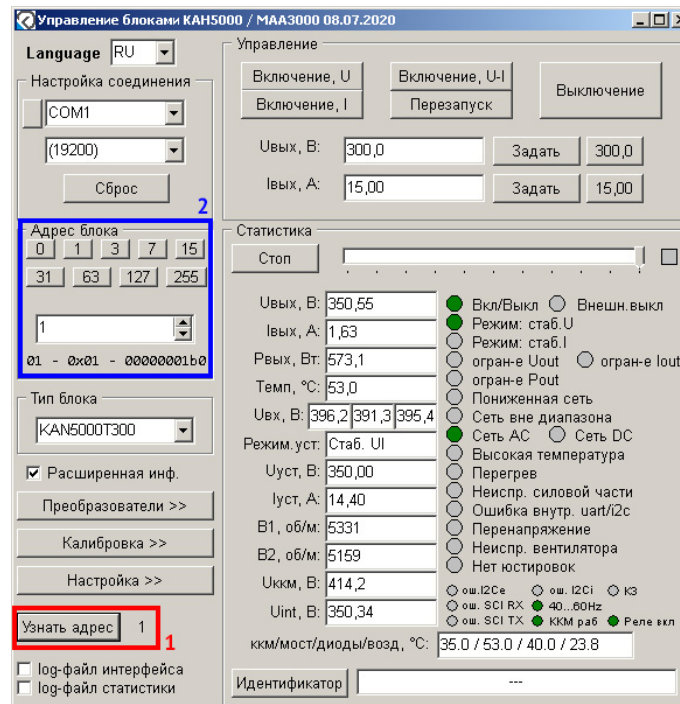 Управление блоками КАН5000 / МАА3000 08.07.2020
Language RU
Настройка соединения
COM1
(19200)
Сброс
2
Адрес блока
0 1 3 7 15
31 63 127 255
1
01 - 0x01 - 00000001b0
Тип блока
KAN5000T300
Расширенная инф.
Преобразователи >>
Калибровка >>
Настройка >>
Узнать адрес 1
1
log-файл интерфейса
log-файл статистики
Управление
Включение, U Включение, U-I Выключение
Включение, I Перезапуск
Uвых, В: 300,0 Задать 300,0
Iвых, А: 15,00 Задать 15,00
Статистика
Стоп
Uвых, В: 350,55
Iвых, А: 1,63
Pвых, Вт: 573,1
Темп, °C: 53,0
Uвх, В: 396,2 391,3 395,4
Режим.уст: Стаб. UI
Uуст, В: 350,00
Iуст, А: 14,40
В1, об/м: 5331
В2, об/м: 5159
Uккм, В: 414,2
Uint, В: 350,34
Вкл/Выкл Внешн.выкл
Режим: стаб.U
Режим: стаб.I
огран-е Uout огран-е Iout
огран-е Pout
Пониженная сеть
Сеть вне диапазона
Сеть AC Сеть DC
Высокая температура
Перегрев
Неиспр. силовой части
Ошибка внутр. uart/i2c
Перенапряжение
Неиспр. вентилятора
Нет юстировок
ош.I2Ce ош. I2Ci КЗ
ош. SCI RX 40...60Hz
ош. SCI TX ККМ раб Реле вкл
ккм/мост/диоды/возд, °C: 35.0 / 53.0 / 40.0 / 23.8
Идентификатор ---